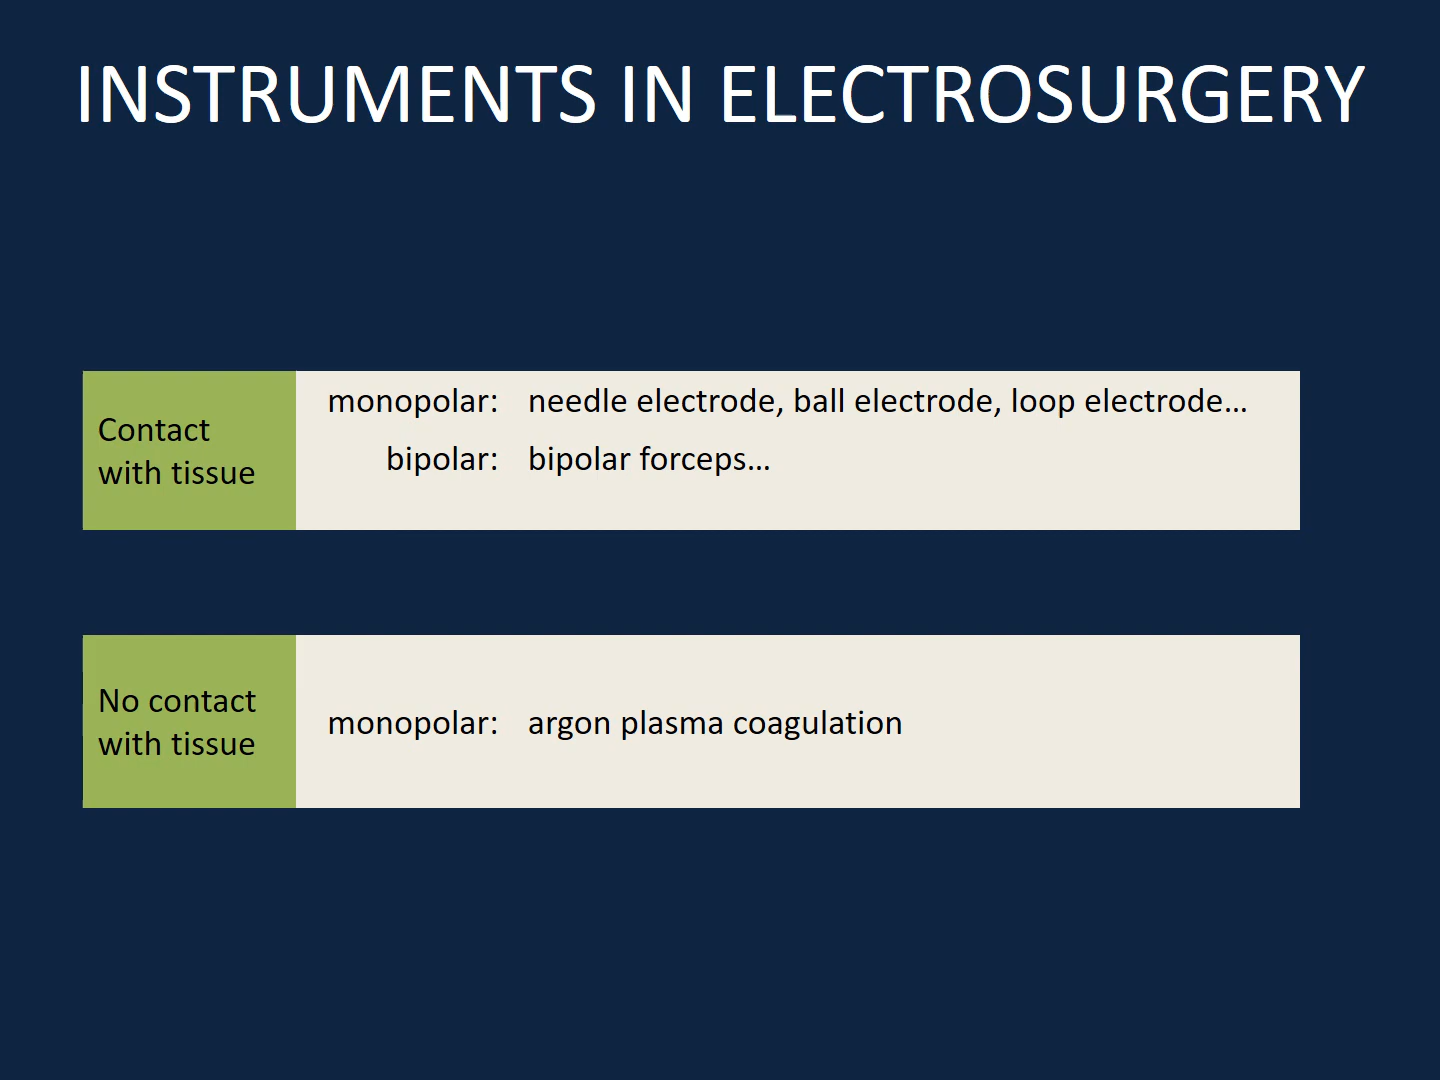 INSTRUMENTS IN ELECTROSURGERY
Contact
with tissue
monopolar: needle electrode, ball electrode, loop electrode...
bipolar: bipolar forceps...
No contact
with tissue
monopolar: argon plasma coagulation